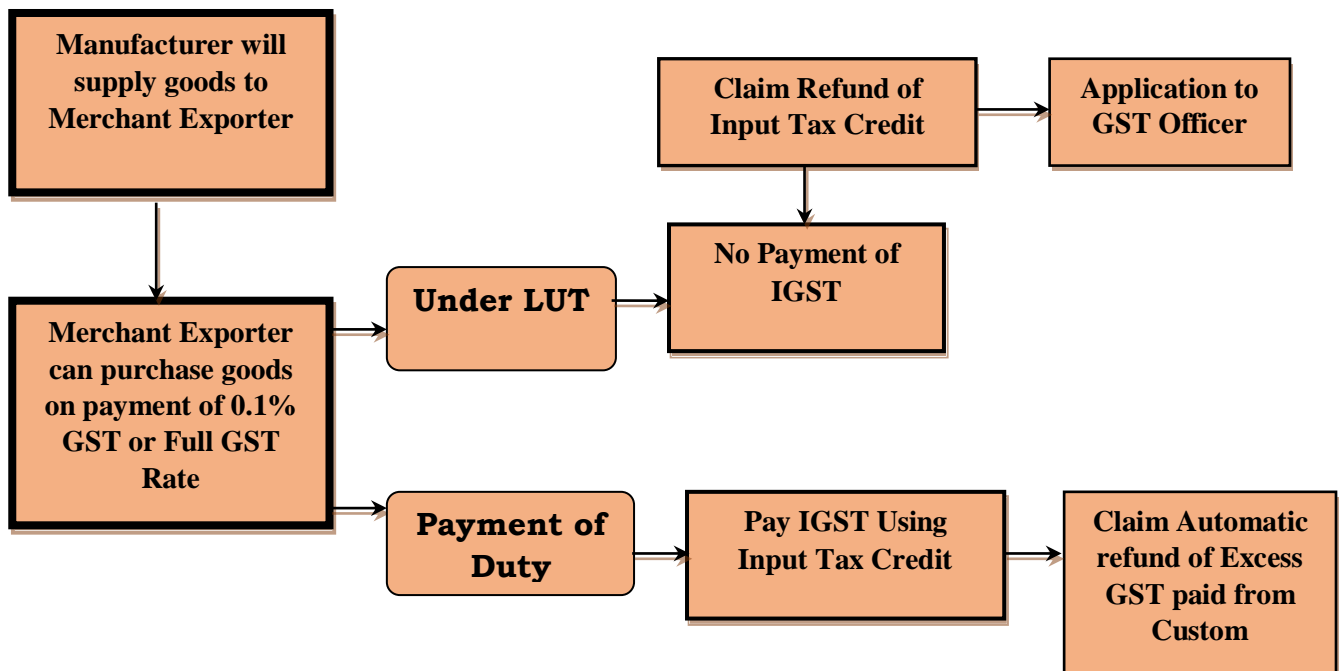 Manufacturer will
supply goods to
Merchant Exporter
Claim Refund of
Input Tax Credit
Application to
GST Officer
No Payment of
IGST
Under LUT
Merchant Exporter
can purchase goods
on payment of 0.1%
GST or Full GST
Rate
Payment of
Duty
Pay IGST Using
Input Tax Credit
Claim Automatic
refund of Excess
GST paid from
Custom